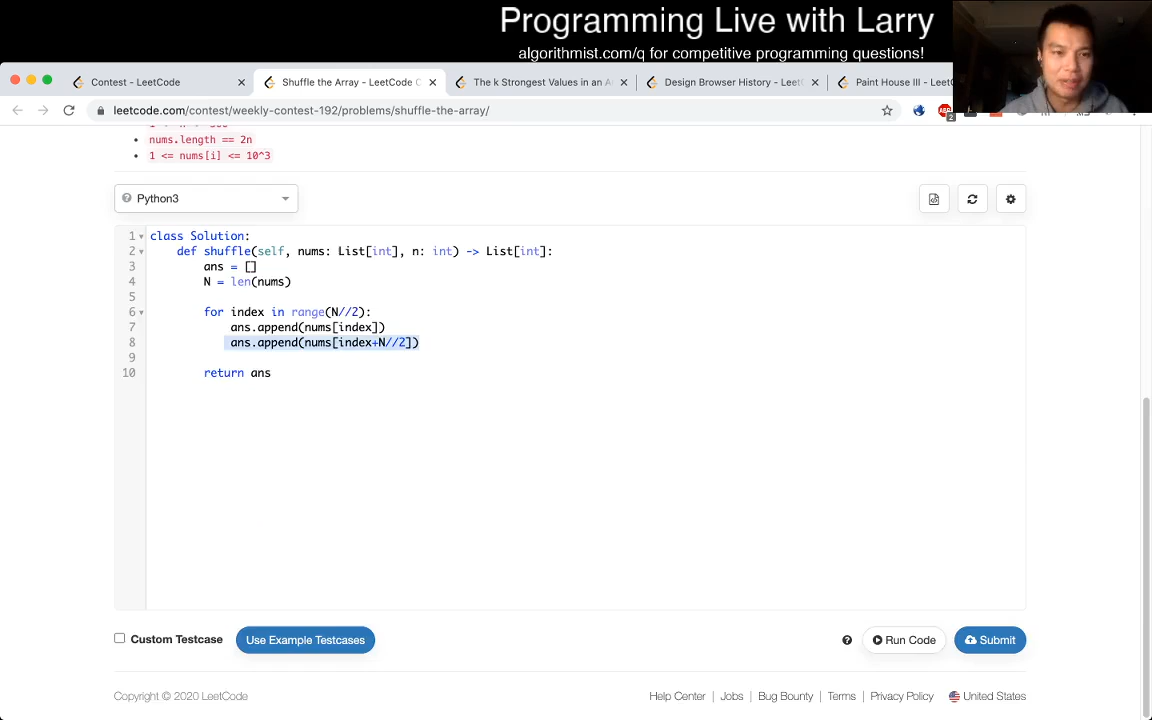 Programming Live with Larry
algorithmist.com/q for competitive programming questions!
Contest - LeetCode
Shuffle the Array - LeetCode C
The k Strongest Values in an A
Design Browser History - Leet
Paint House III - LeetC
leetcode.com/contest/weekly-contest-192/problems/shuffle-the-array/
nums.length == 2n
1 <= nums[i] <= 10^3
Python3
1 class Solution:
2 def shuffle(self, nums: List[int], n: int) -> List[int]:
3 ans = []
4 N = len(nums)
5
6 for index in range(N//2):
7 ans.append(nums[index])
8 ans.append(nums[index+N//2])
9
10 return ans
Custom Testcase
Use Example Testcases
Run Code
Submit
Copyright © 2020 LeetCode
Help Center | Jobs | Bug Bounty | Terms | Privacy Policy
United States